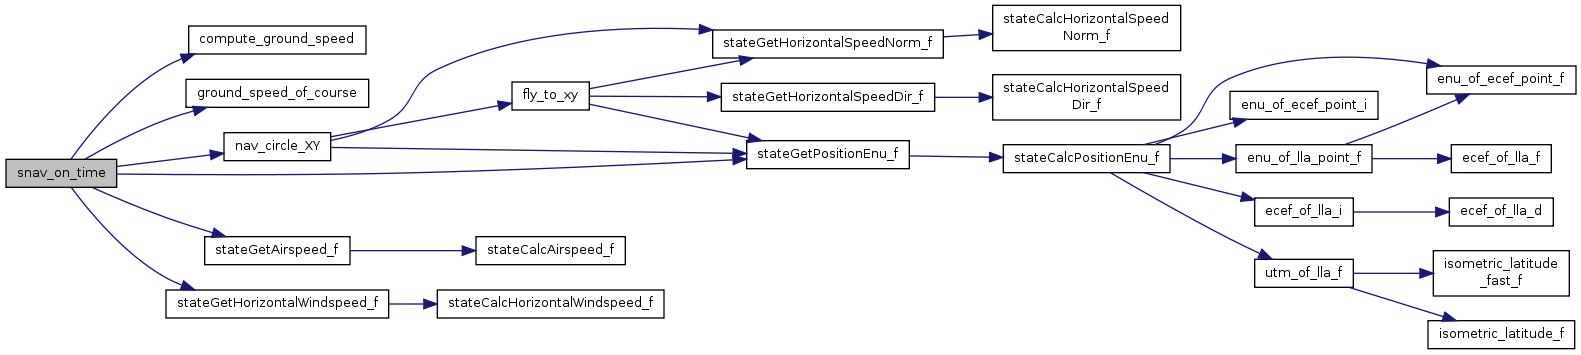 snav_on_time
compute_ground_speed
ground_speed_of_course
nav_circle_XY
stateGetAirspeed_f
stateGetHorizontalWindspeed_f
fly_to_xy
stateCalcAirspeed_f
stateCalcHorizontalWindspeed_f
stateGetHorizontalSpeedNorm_f
stateGetHorizontalSpeedDir_f
stateGetPositionEnu_f
stateCalcHorizontalSpeed
Norm_f
stateCalcHorizontalSpeed
Dir_f
stateCalcPositionEnu_f
enu_of_ecef_point_i
enu_of_lla_point_f
ecef_of_lla_i
utm_of_lla_f
enu_of_ecef_point_f
ecef_of_lla_f
ecef_of_lla_d
isometric_latitude
_fast_f
isometric_latitude_f